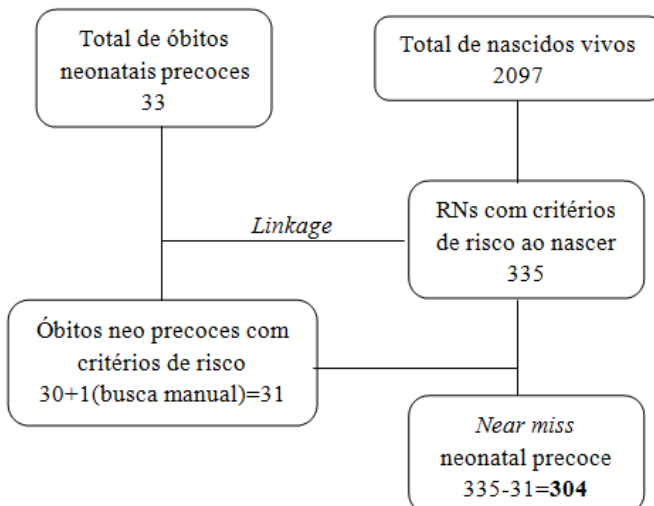 Total de óbitos
neonatais precoces
33
Total de nascidos vivos
2097
Linkage
RNs com critérios
de risco ao nascer
335
Óbitos neo precoces com
critérios de risco
30+1(busca manual)=31
Near miss
neonatal precoce
335-31=304